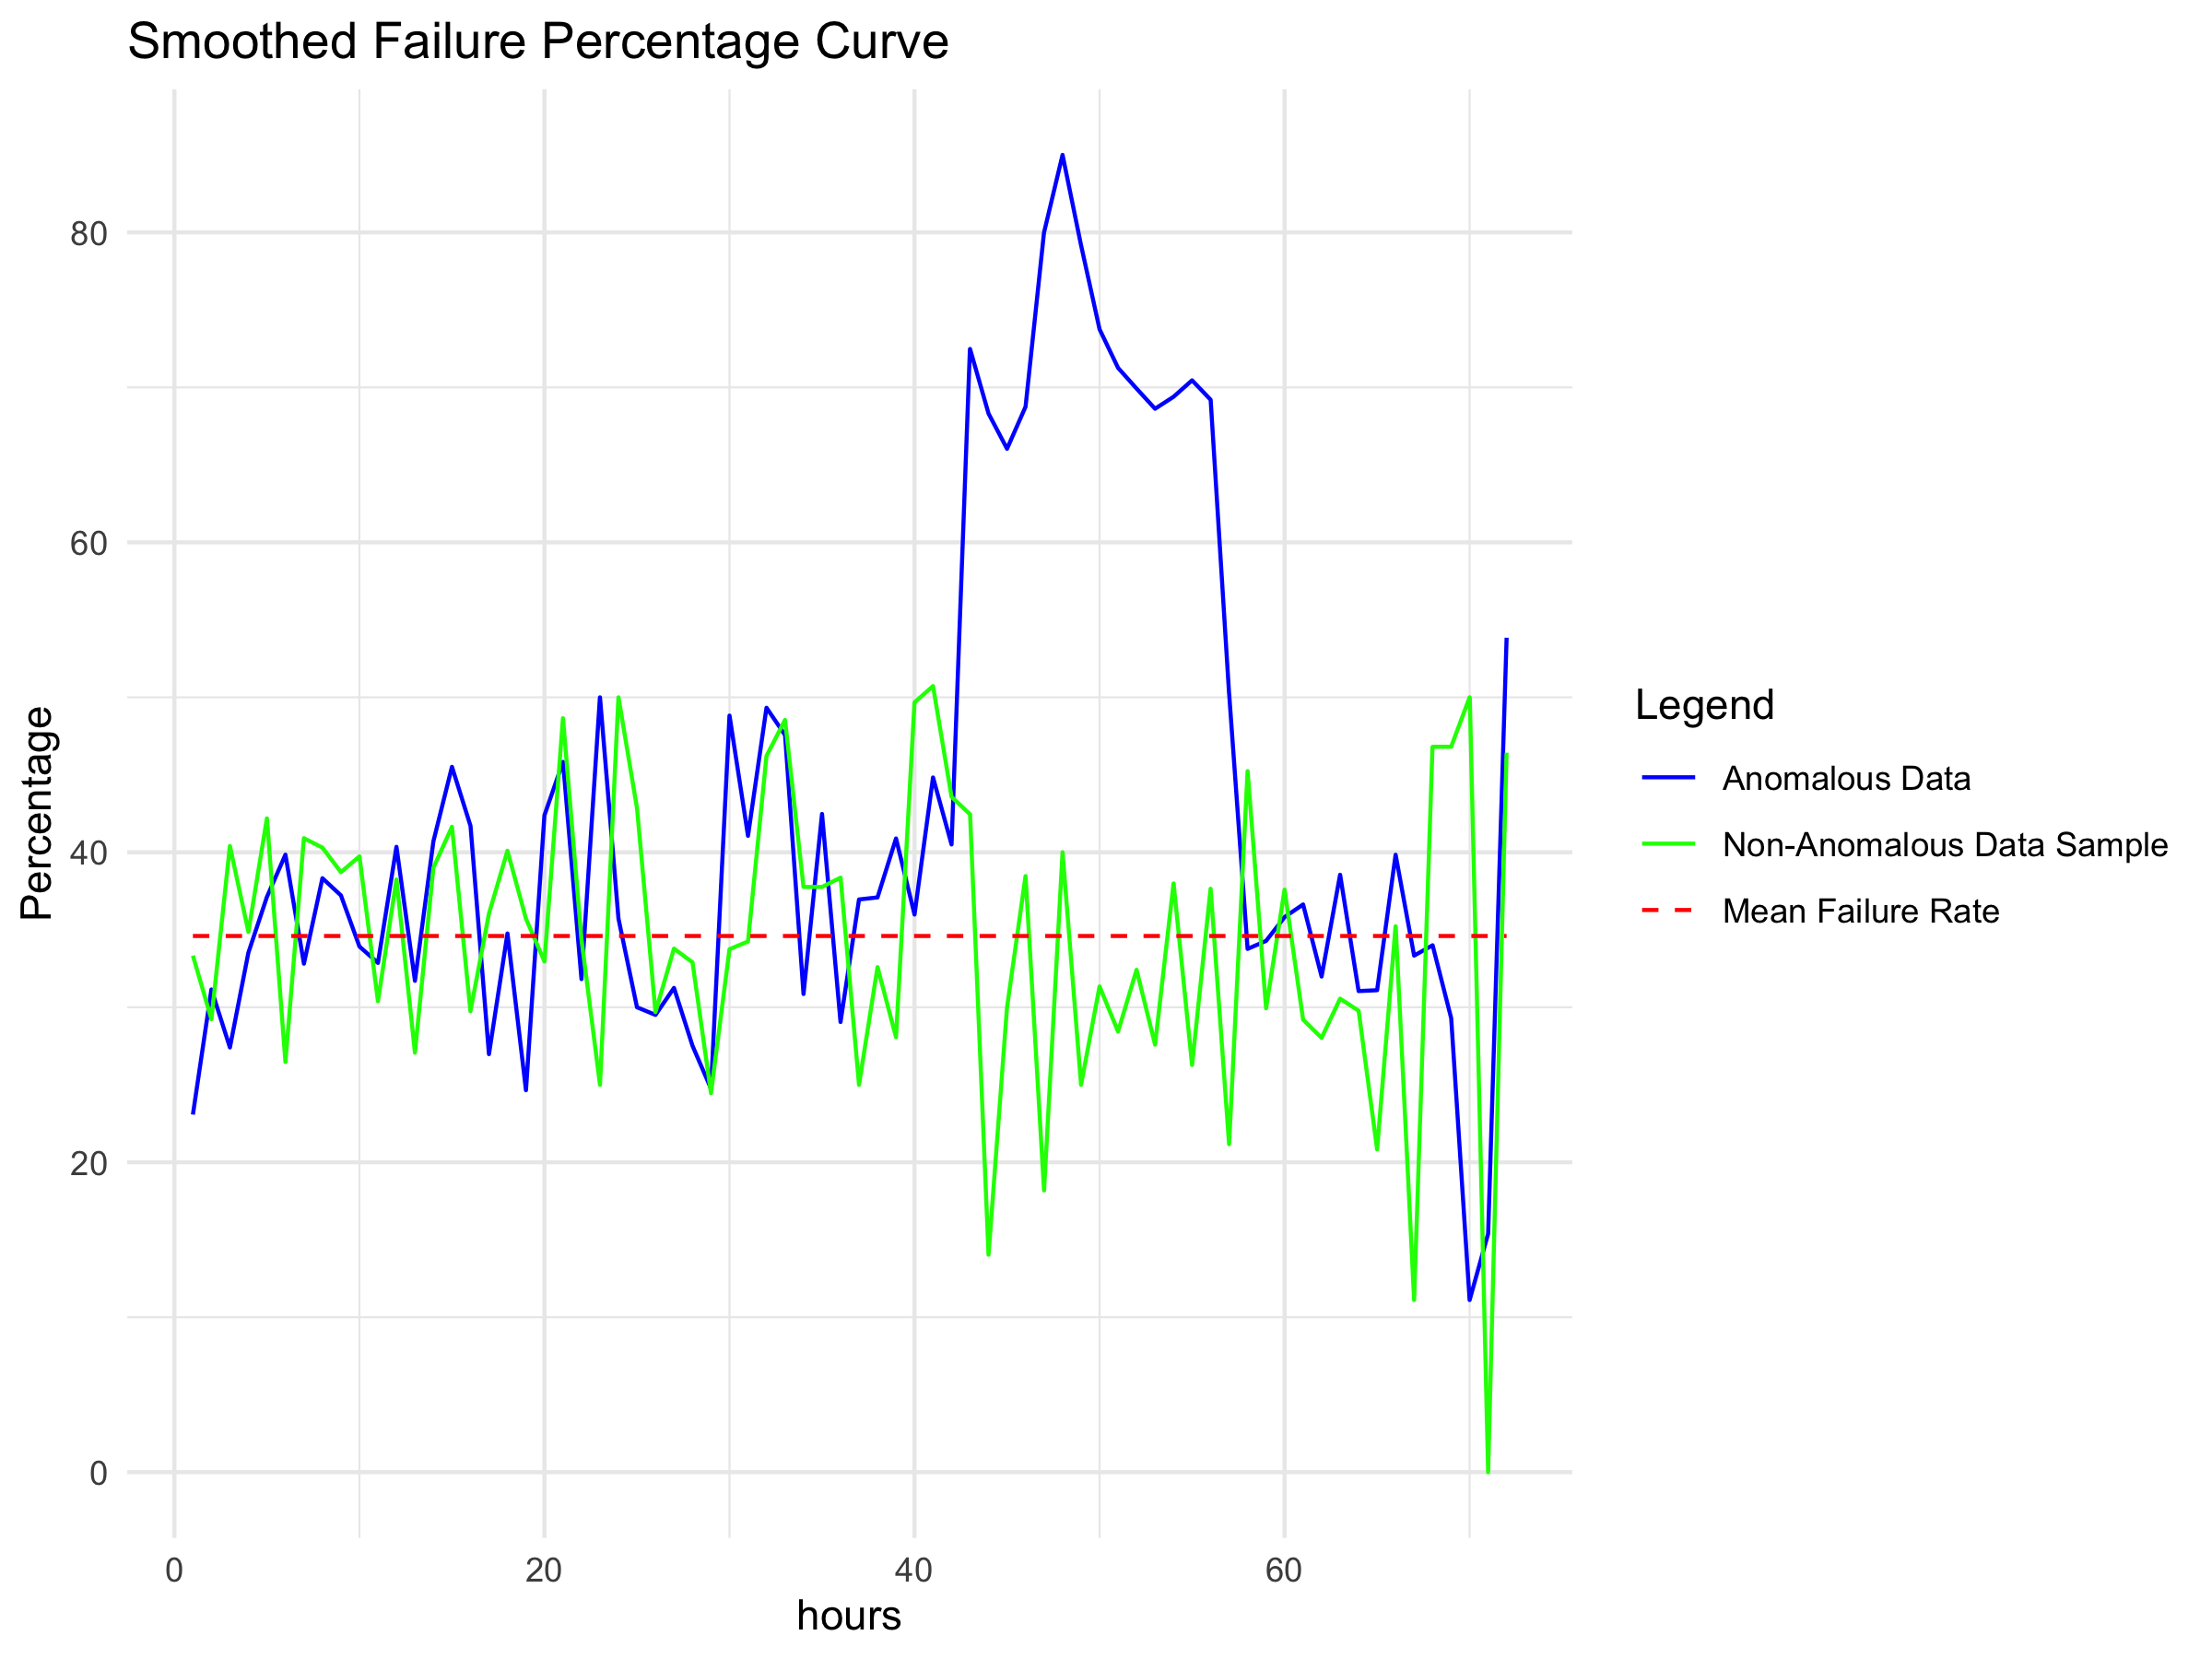 Smoothed Failure Percentage Curve
Percentage
80
60
40
20
0
0 20 40 60
hours
Legend
Anomalous Data
Non-Anomalous Data Sample
Mean Failure Rate